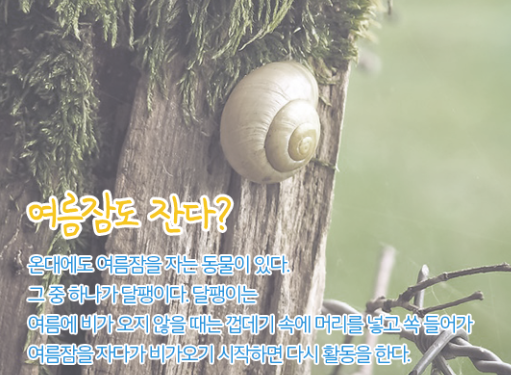 여름잠도 잔다?
온대에도 여름잠을 자는 동물이 있다.
그 중 하나가 달팽이다. 달팽이는
여름에 비가 오지 않을 때는 껍데기 속에 머리를 넣고 쏙 들어가
여름잠을 자다가 비가오기 시작하면 다시 활동을 한다.